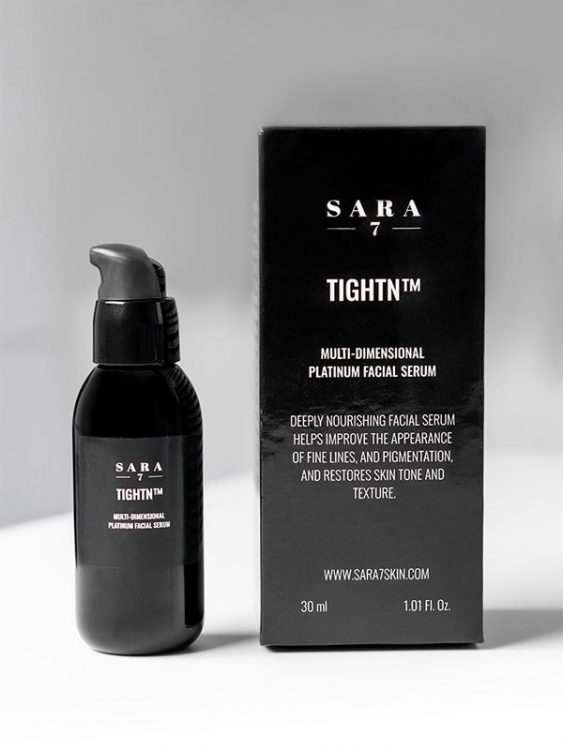 SARA
7
TIGHTN™
MULTI-DIMENSIONAL
PLATINUM FACIAL SERUM
SARA
7
TIGHTN™
MULTI-DIMENSIONAL
PLATINUM FACIAL SERUM
DEEPLY NOURISHING FACIAL SERUM
HELPS IMPROVE THE APPEARANCE
OF FINE LINES, AND PIGMENTATION,
AND RESTORES SKIN TONE AND
TEXTURE.
WWW.SARA7SKIN.COM
30 ml 1.01 Fl. Oz.